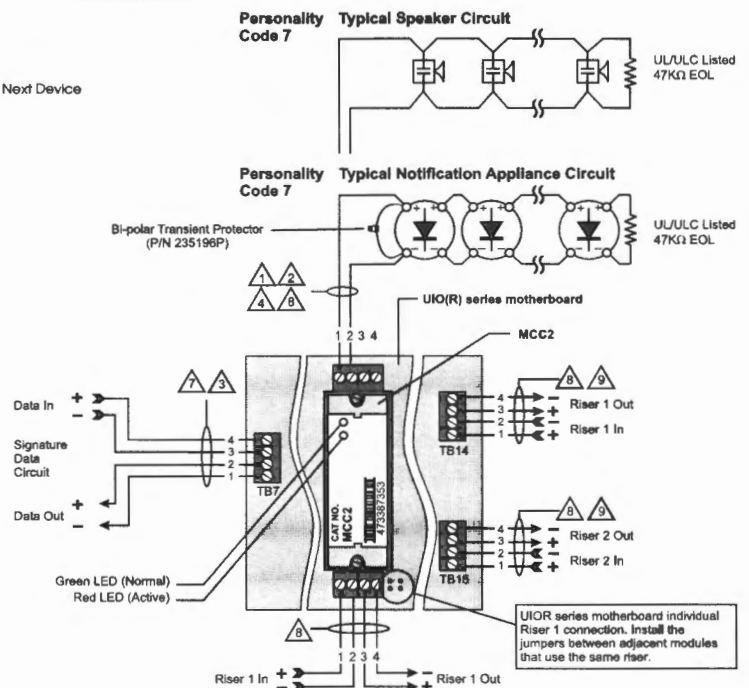 Personality Typical Speaker Circuit
Code 7
Next Device
UL/ULC Listed
47KΩ EOL
Personality Typical Notification Appliance Circuit
Code 7
Bi-polar Transient Protector
(P/N 235196P)
+ + + + + +
− − − − − −
UL/ULC Listed
47KΩ EOL
1 2
4 8
UIO(R) series motherboard
MCC2
1 2 3 4
7 3
8 9
Data In + −
Signature
Data
Circuit
Data Out + −
4
3
2
1
TB7
CAT NO.
MCC2
473387353
4 − Riser 1 Out
3 +
2 − Riser 1 In
1 +
TB14
8 9
4 − Riser 2 Out
3 +
2 − Riser 2 In
1 +
TB15
Green LED (Normal)
Red LED (Active)
8
1 2 3 4
Riser 1 In + −
− + Riser 1 Out
UIOR series motherboard individual
Riser 1 connection. Install the
jumpers between adjacent modules
that use the same riser.